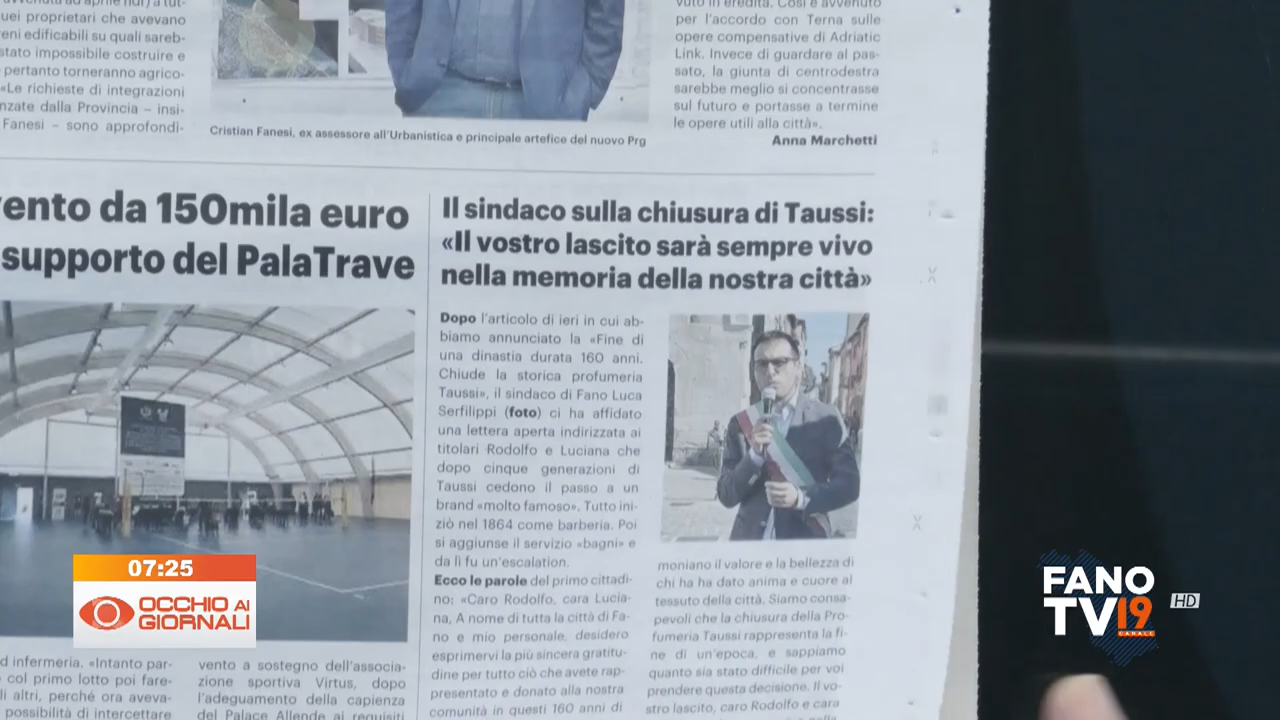 quei proprietari che avevano
stato impossibile costruire e
pertanto torneranno agrico-
«Le richieste di integrazioni
nzate dalla Provincia – insi-
Fanesi – sono approfondi-
Cristian Fanesi, ex assessore all'Urbanistica e principale artefice del nuovo Prg
vuto in eredità. Così è avvenuto
per l'accordo con Terna sulle
opere compensative di Adriatic
Link. Invece di guardare al pas-
sato, la giunta di centrodestra
sarebbe meglio si concentrasse
sul futuro e portasse a termine
le opere utili alla città».
Anna Marchetti
vento da 150mila euro
supporto del PalaTrave
Il sindaco sulla chiusura di Taussi:
«Il vostro lascito sarà sempre vivo
nella memoria della nostra città»
Dopo l'articolo di ieri in cui ab-
biamo annunciato la «Fine di
una dinastia durata 160 anni.
Chiude la storica profumeria
Taussi», il sindaco di Fano Luca
Serfilippi (foto) ci ha affidato
una lettera aperta indirizzata ai
titolari Rodolfo e Luciana che
dopo cinque generazioni di
Taussi cedono il passo a un
brand «molto famoso». Tutto ini-
ziò nel 1864 come barberia. Poi
si aggiunse il servizio «bagni» e
da lì fu un'escalation.
Ecco le parole del primo cittadi-
no: «Caro Rodolfo, cara Lucia-
na, A nome di tutta la città di Fa-
no e mio personale, desidero
esprimervi la più sincera gratitu-
dine per tutto ciò che avete rap-
presentato e donato alla nostra
comunità in questi 160 anni di
moniano il valore e la bellezza di
chi ha dato anima e cuore al
tessuto della città. Siamo consa-
pevoli che la chiusura della Pro-
fumeria Taussi rappresenta la fi-
ne di un'epoca, e sappiamo
quanto sia stato difficile per voi
prendere questa decisione. Il vo-
stro lascito, caro Rodolfo e cara
d infermeria. «Intanto par-
col primo lotto poi fare-
li altri, perché ora aveva-
possibilità di intercettare
vento a sostegno dell'associa-
zione sportiva Virtus, dopo
l'adeguamento della capienza
del Palace Allende ai requisiti
07:25
OCCHIO AI
GIORNALI
FANO
TV19
CANALE
HD